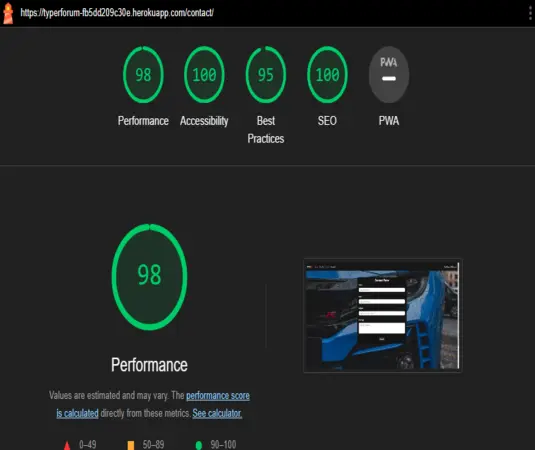 https://typerforum-fb5dd209c30e.herokuapp.com/contact/
98 100 95 100 PWA
Performance Accessibility Best Practices SEO PWA
98
Performance
Values are estimated and may vary. The performance score
is calculated directly from these metrics. See calculator.
0–49 50–89 90–100